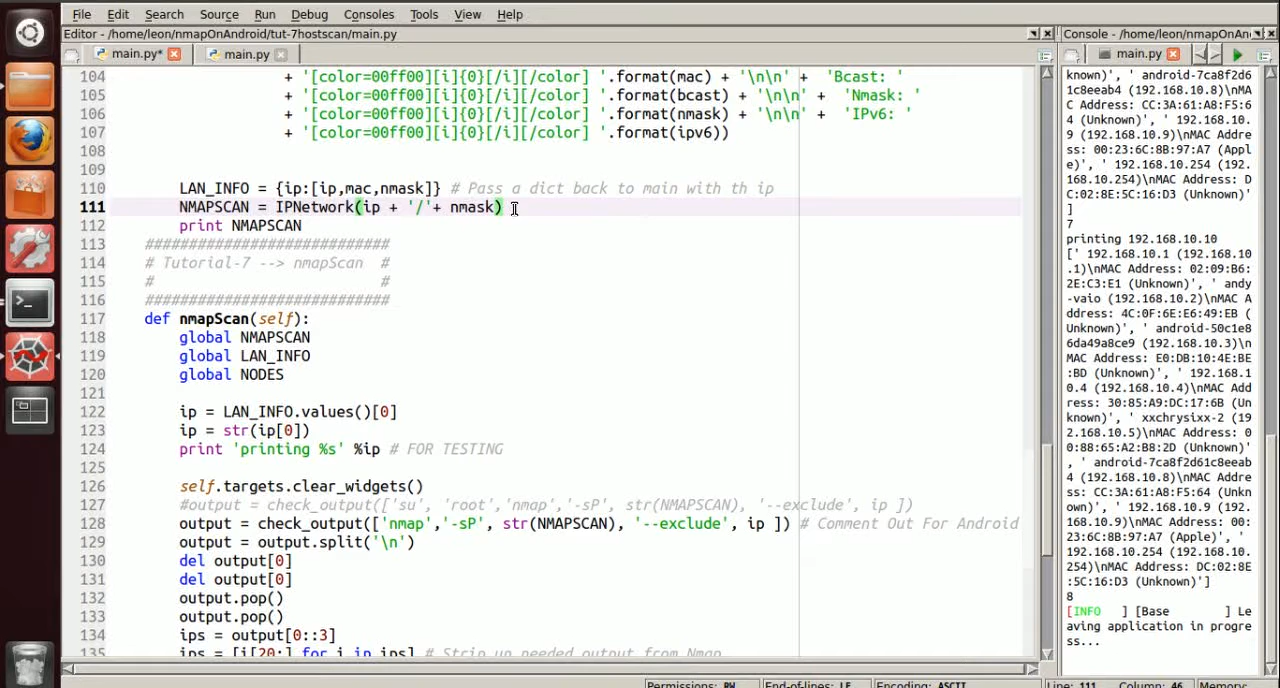 File Edit Search Source Run Debug Consoles Tools View Help
Editor - /home/leon/nmapOnAndroid/tut-7hostscan/main.py
main.py* main.py
104 + '[color=00ff00][i]{0}[/i][/color] '.format(mac) + '\n\n' + 'Bcast: '
105 + '[color=00ff00][i]{0}[/i][/color] '.format(bcast) + '\n\n' + 'Nmask: '
106 + '[color=00ff00][i]{0}[/i][/color] '.format(nmask) + '\n\n' + 'IPv6: '
107 + '[color=00ff00][i]{0}[/i][/color] '.format(ipv6))
108
109
110 LAN_INFO = {ip:[ip,mac,nmask]} # Pass a dict back to main with th ip
111 NMAPSCAN = IPNetwork(ip + '/'+ nmask)
112 print NMAPSCAN
113 ############################
114 # Tutorial-7 --> nmapScan #
115 # #
116 ############################
117 def nmapScan(self):
118 global NMAPSCAN
119 global LAN_INFO
120 global NODES
121
122 ip = LAN_INFO.values()[0]
123 ip = str(ip[0])
124 print 'printing %s' %ip # FOR TESTING
125
126 self.targets.clear_widgets()
127 #output = check_output(['su', 'root','nmap','-sP', str(NMAPSCAN), '--exclude', ip ])
128 output = check_output(['nmap','-sP', str(NMAPSCAN), '--exclude', ip ]) # Comment Out For Android
129 output = output.split('\n')
130 del output[0]
131 del output[0]
132 output.pop()
133 output.pop()
134 ips = output[0::3]
135 ips = [i[20:] for i in ips] # Strip up needed output from Nmap
Permissions: RW End-of-lines: LF Encoding: ASCII Line: 111 Column: 46 Memory:
Console - /home/leon/nmapOnAn
main.py
known)', ' android-7ca8f2d6
1c8eeab4 (192.168.10.8)\nMA
C Address: CC:3A:61:A8:F5:6
4 (Unknown)', ' 192.168.10.
9 (192.168.10.9)\nMAC Addre
ss: 00:23:6C:8B:97:A7 (Appl
e)', ' 192.168.10.254 (192.
168.10.254)\nMAC Address: D
C:02:8E:5C:16:D3 (Unknown)'
]
7
printing 192.168.10.10
[' 192.168.10.1 (192.168.10
.1)\nMAC Address: 02:09:B6:
2E:C3:E1 (Unknown)', ' andy
-vaio (192.168.10.2)\nMAC A
ddress: 4C:0F:6E:E6:49:EB (
Unknown)', ' android-50c1e8
6da49a8ce9 (192.168.10.3)\n
MAC Address: E0:DB:10:4E:BE
:BD (Unknown)', ' 192.168.1
0.4 (192.168.10.4)\nMAC Add
ress: 30:85:A9:DC:17:6B (Un
known)', ' xxchrysixx-2 (19
2.168.10.5)\nMAC Address: 0
0:88:65:A2:B8:2D (Unknown)'
, ' android-7ca8f2d61c8eeab
4 (192.168.10.8)\nMAC Addre
ss: CC:3A:61:A8:F5:64 (Unkn
own)', ' 192.168.10.9 (192.
168.10.9)\nMAC Address: 00:
23:6C:8B:97:A7 (Apple)', '
192.168.10.254 (192.168.10.
254)\nMAC Address: DC:02:8E
:5C:16:D3 (Unknown)']
8
[INFO ] [Base ] Le
aving application in progre
ss...